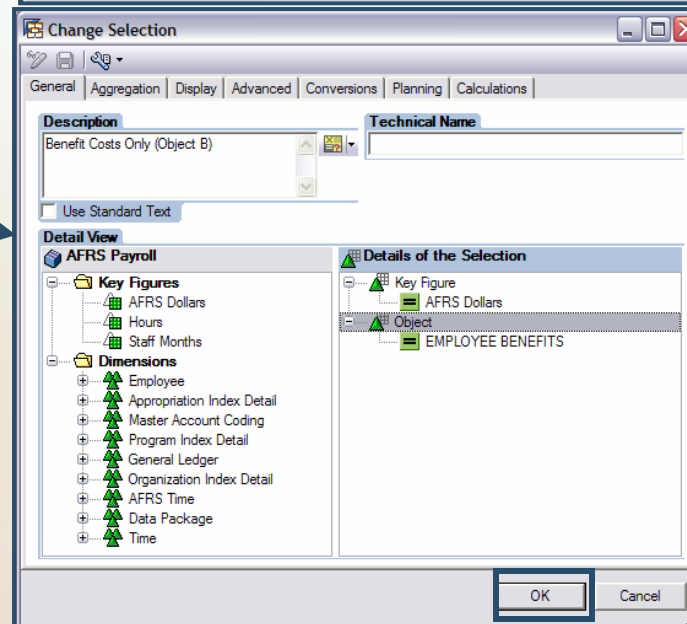 Change Selection
General Aggregation Display Advanced Conversions Planning Calculations
Description Technical Name
Benefit Costs Only (Object B)
Use Standard Text
Detail View
AFRS Payroll
Key Figures
AFRS Dollars
Hours
Staff Months
Dimensions
Employee
Appropriation Index Detail
Master Account Coding
Program Index Detail
General Ledger
Organization Index Detail
AFRS Time
Data Package
Time
Details of the Selection
Key Figure
AFRS Dollars
Object
EMPLOYEE BENEFITS
OK Cancel